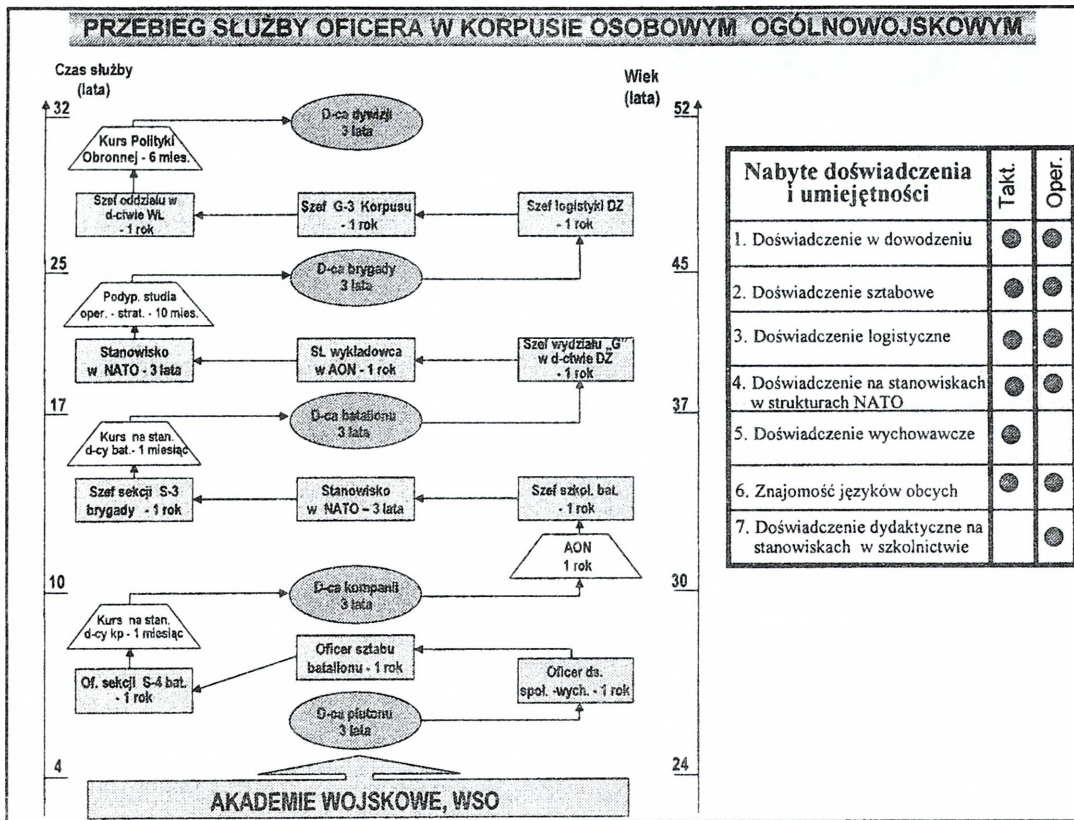 PRZEBIEG SŁUŻBY OFICERA W KORPUSIE OSOBOWYM OGÓLNOWOJSKOWYM
Czas służby
(lata)
Wiek
(lata)
32
52
D-ca dywizji
3 lata
Kurs Polityki
Obronnej - 6 mies.
Szef oddziału w
d-ctwie WL
- 1 rok
Szef G-3 Korpusu
- 1 rok
Szef logistyki DZ
- 1 rok
25
45
D-ca brygady
3 lata
Podyp. studia
oper. - strat. - 10 mies.
Stanowisko
w NATO - 3 lata
St. wykładowca
w AON - 1 rok
Szef wydziału „G"
w d-ctwie DZ
- 1 rok
17
37
D-ca batalionu
3 lata
Kurs na stan.
d-cy bat.- 1 miesiąc
Szef sekcji S-3
brygady - 1 rok
Stanowisko
w NATO – 3 lata
Szef szkol. bat.
- 1 rok
AON
1 rok
10
30
D-ca kompanii
3 lata
Kurs na stan.
d-cy kp - 1 miesiąc
Oficer sztabu
batalionu - 1 rok
Of. sekcji S-4 bat.
- 1 rok
Oficer ds.
społ. -wych. - 1 rok
D-ca plutonu
3 lata
4
24
AKADEMIE WOJSKOWE, WSO
Nabyte doświadczenia
i umiejętności
Takt.
Oper.
1. Doświadczenie w dowodzeniu
2. Doświadczenie sztabowe
3. Doświadczenie logistyczne
4. Doświadczenie na stanowiskach
w strukturach NATO
5. Doświadczenie wychowawcze
6. Znajomość języków obcych
7. Doświadczenie dydaktyczne na
stanowiskach w szkolnictwie